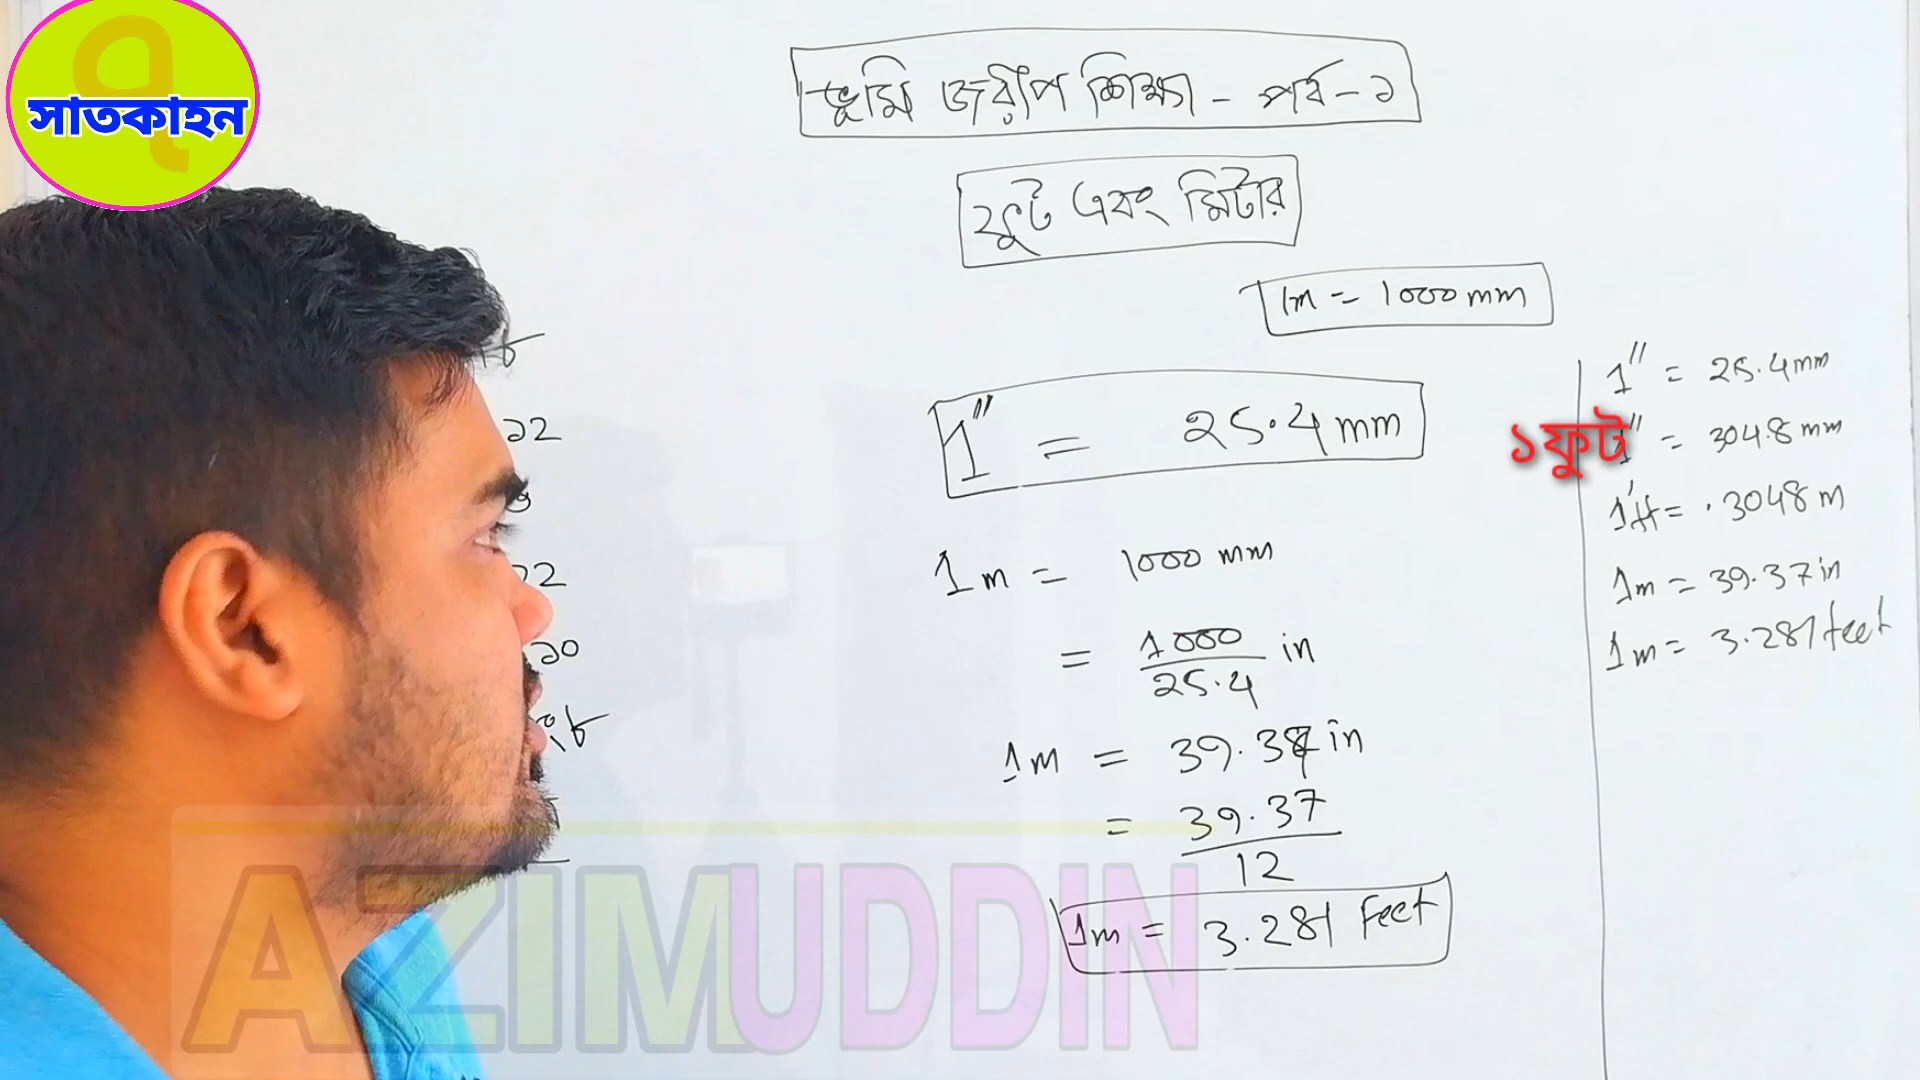 সাতকাহন
ভূমি জরীপ শিক্ষা - পর্ব - ১
ফুট এবং মিটার
1m = 1000 mm
1" = 25.4 mm
1m = 1000 mm
= 1000/25.4 in
1m = 39.37 in
= 39.37/12
1m = 3.281 Feet
1" = 25.4 mm
১ফুট = 304.8 mm
1' ft = .3048 m
1m = 39.37 in
1m = 3.281 feet
AZIMUDDIN